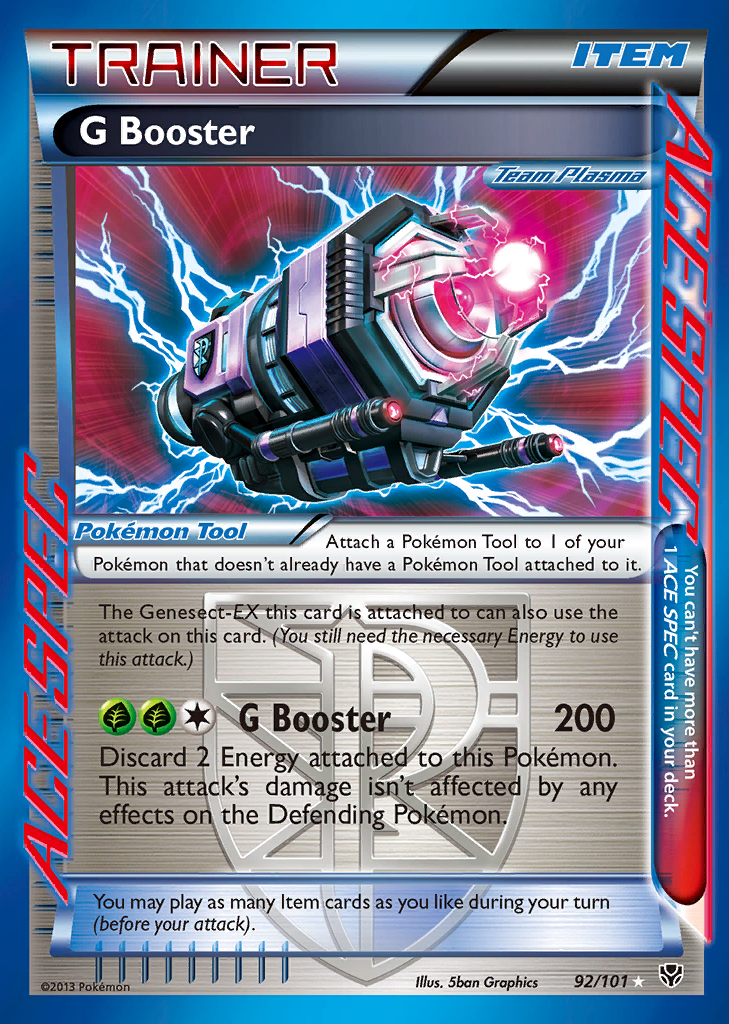 TRAINER
ITEM
G Booster
Team Plasma
ACE SPEC
ACE SPEC
Pokémon Tool
Attach a Pokémon Tool to 1 of your
Pokémon that doesn't already have a Pokémon Tool attached to it.
You can't have more than
1 ACE SPEC card in your deck.
The Genesect-EX this card is attached to can also use the
attack on this card. (You still need the necessary Energy to use
this attack.)
G Booster 200
Discard 2 Energy attached to this Pokémon.
This attack's damage isn't affected by any
effects on the Defending Pokémon.
You may play as many Item cards as you like during your turn
(before your attack).
©2013 Pokémon
Illus. 5ban Graphics
92/101